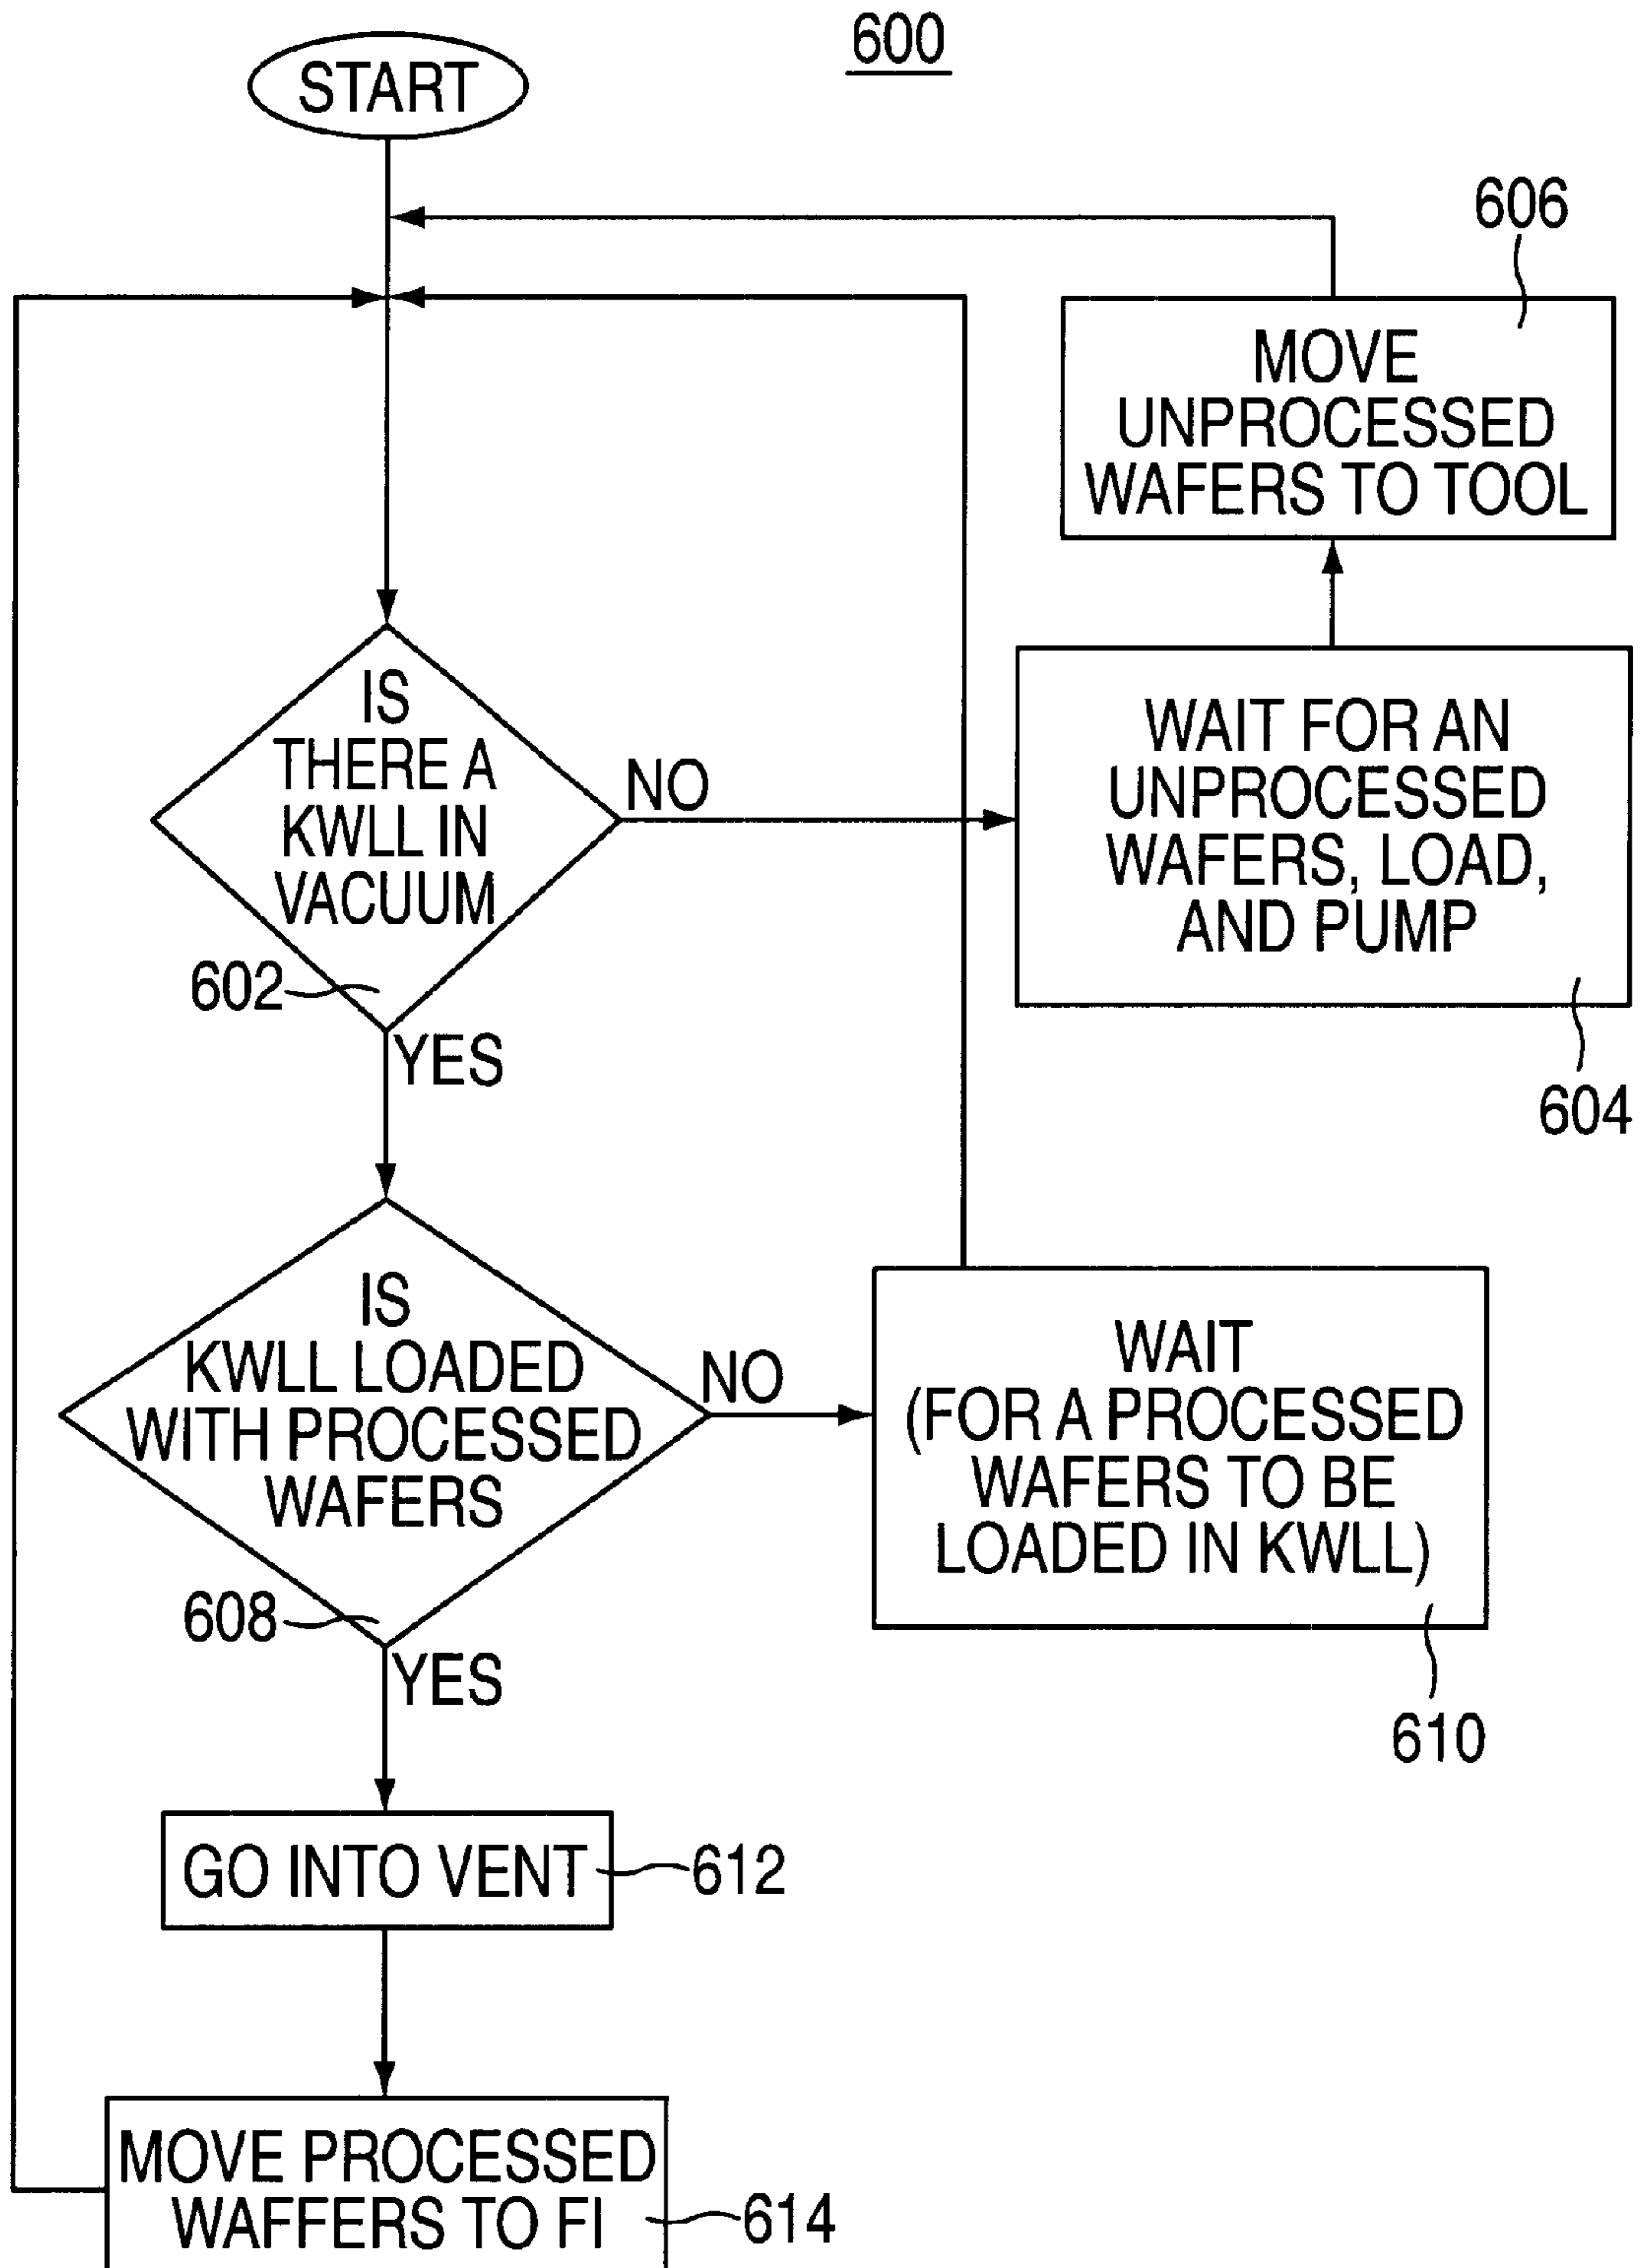 600
START
606
MOVE
UNPROCESSED
WAFERS TO TOOL
IS
THERE A
KWLL IN
VACUUM
NO
602
YES
WAIT FOR AN
UNPROCESSED
WAFERS, LOAD,
AND PUMP
604
IS
KWLL LOADED
WITH PROCESSED
WAFERS
NO
608
YES
WAIT
(FOR A PROCESSED
WAFERS TO BE
LOADED IN KWLL)
610
GO INTO VENT
612
MOVE PROCESSED
WAFFERS TO FI
614